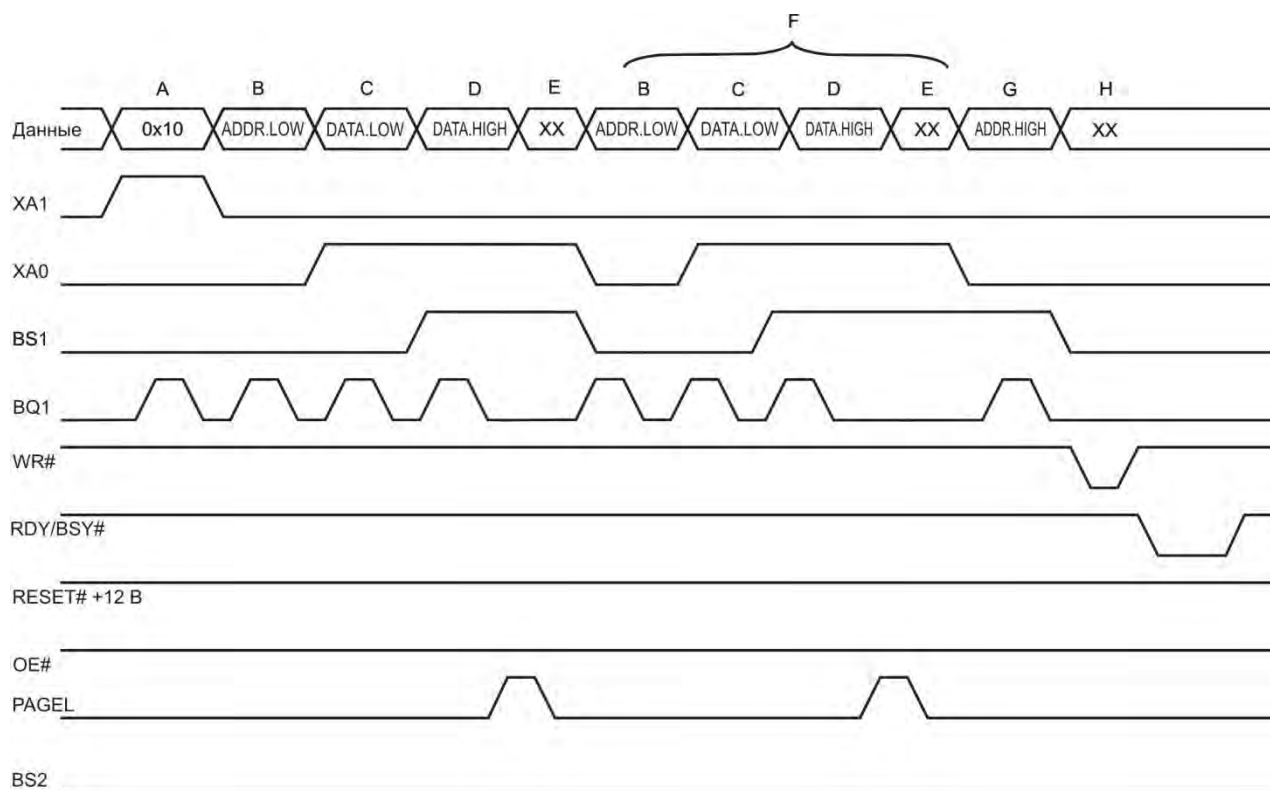 F
A B C D E B C D E G H
Данные 0x10 ADDR.LOW DATA.LOW DATA.HIGH XX ADDR.LOW DATA.LOW DATA.HIGH XX ADDR.HIGH XX
XA1
XA0
BS1
BQ1
WR#
RDY/BSY#
RESET# +12 В
OE#
PAGEL
BS2